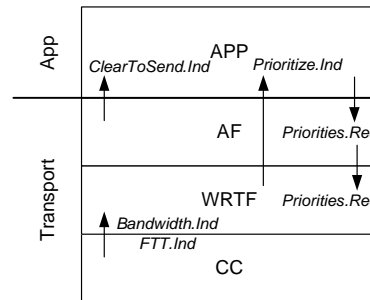 App
APP
ClearToSend.Ind
Prioritize.Ind
AF
Priorities.Re
Transport
WRTF
Priorities.Re
Bandwidth.Ind
FTT.Ind
CC